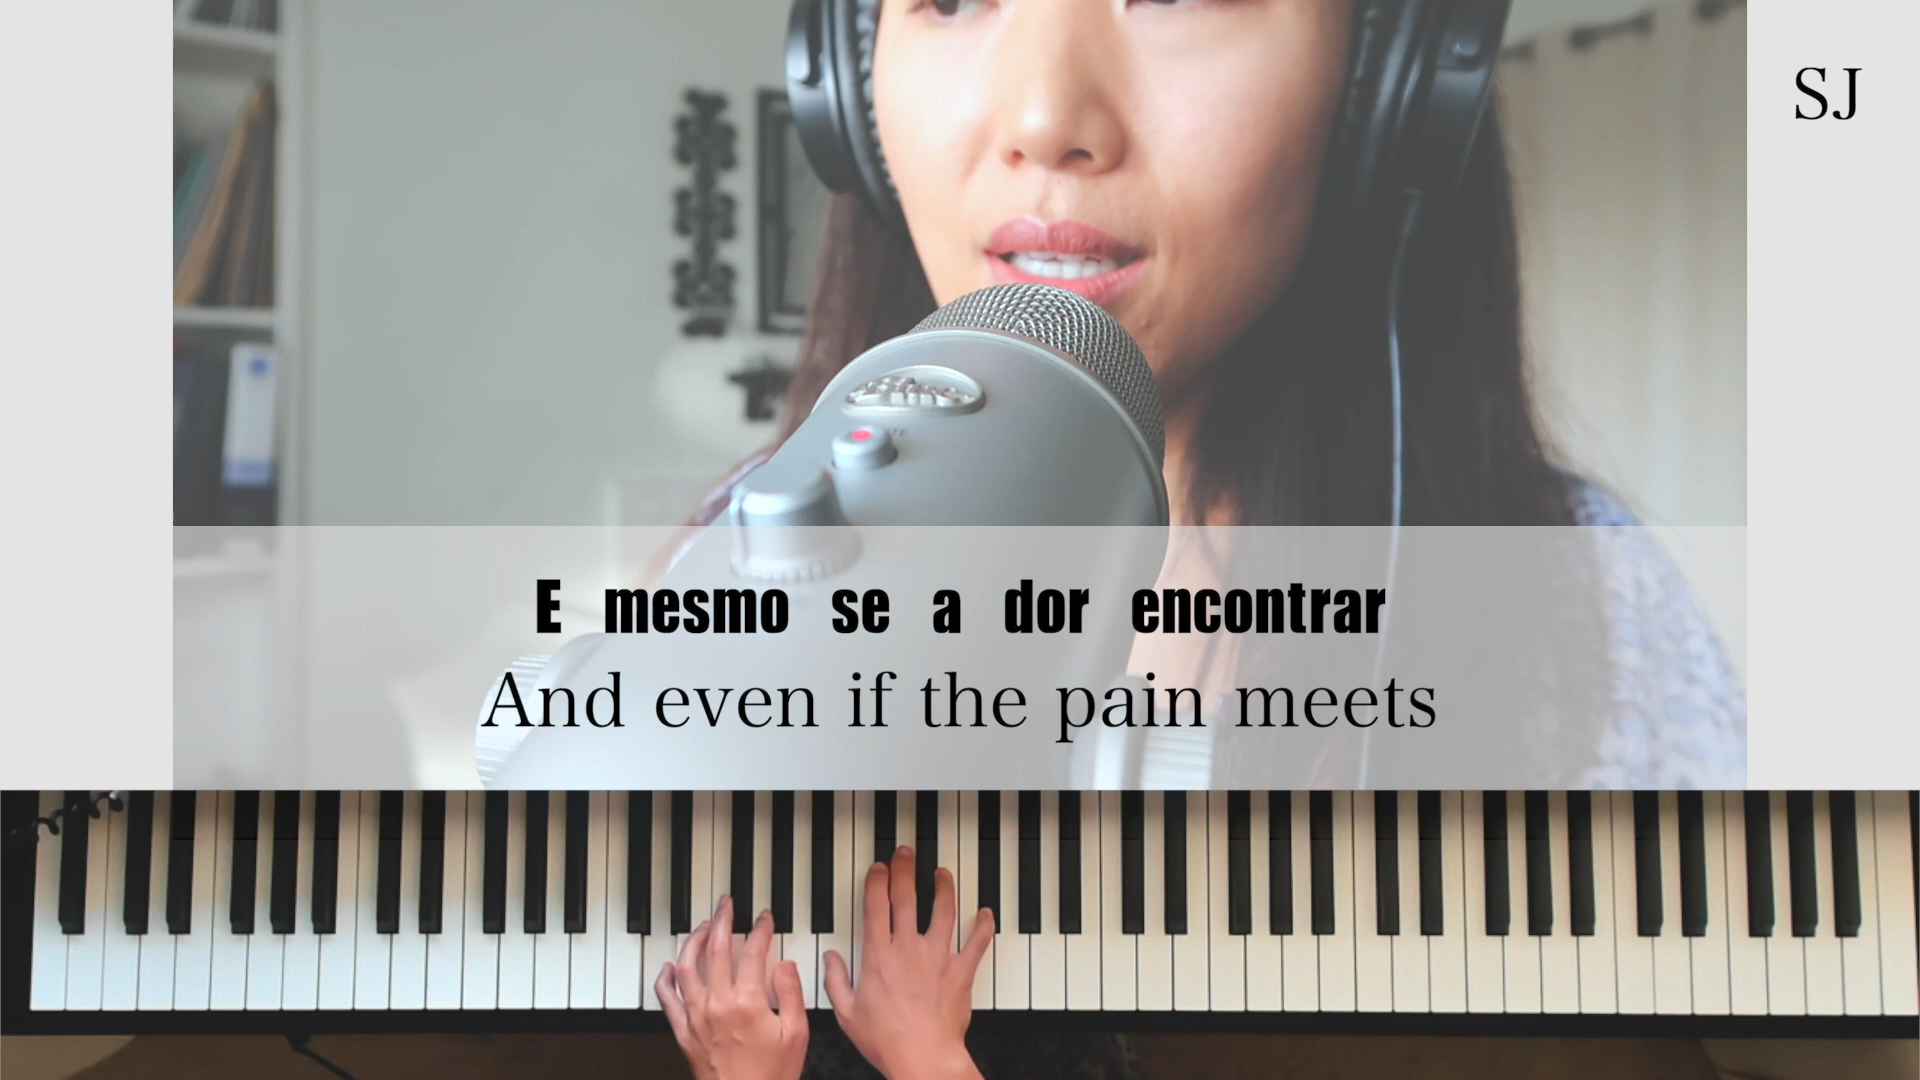 SJ
E mesmo se a dor encontrar
And even if the pain meets